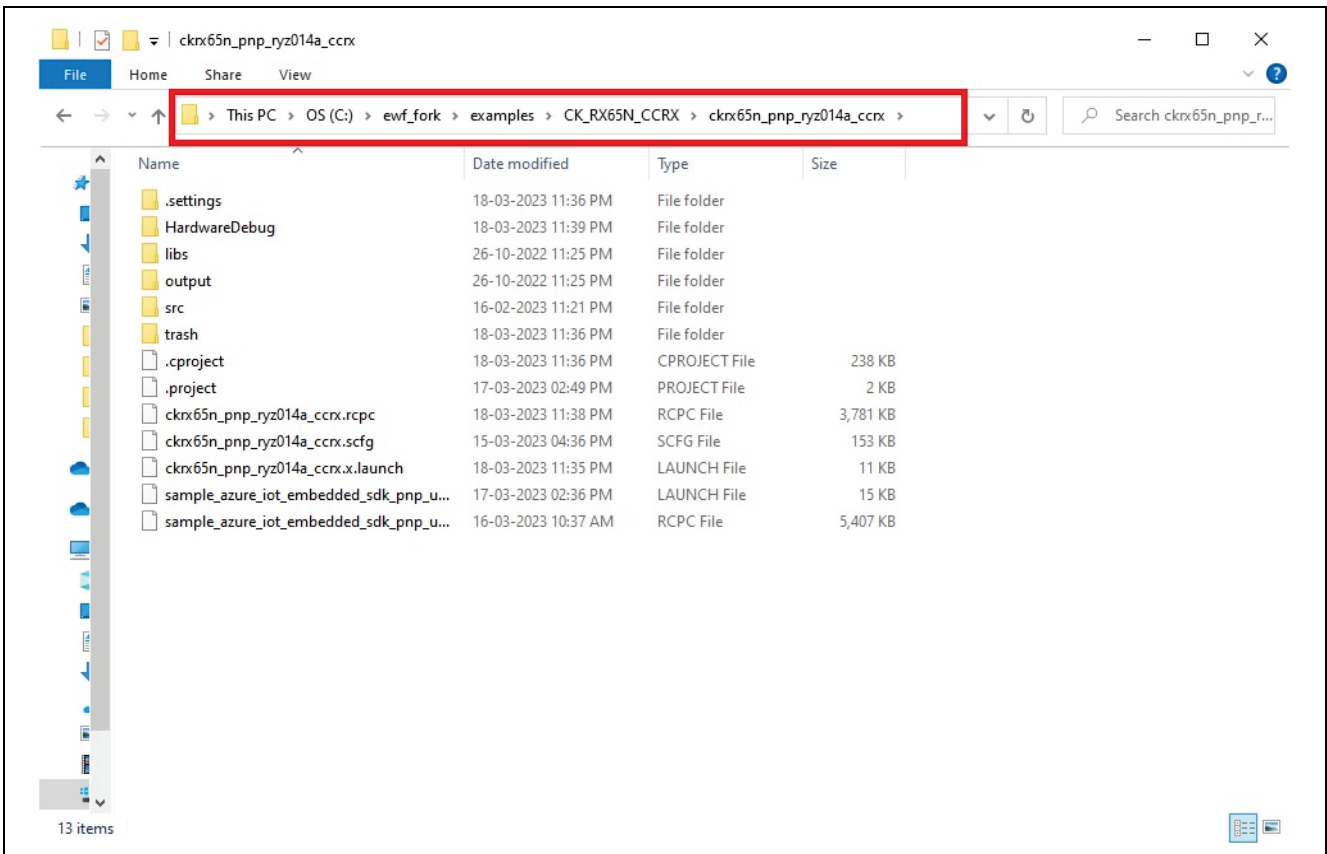 ckrx65n_pnp_ryz014a_ccrx
File Home Share View
This PC > OS (C:) > ewf_fork > examples > CK_RX65N_CCRX > ckrx65n_pnp_ryz014a_ccrx > Search ckrx65n_pnp_r...
Name Date modified Type Size
.settings 18-03-2023 11:36 PM File folder
HardwareDebug 18-03-2023 11:39 PM File folder
libs 26-10-2022 11:25 PM File folder
output 26-10-2022 11:25 PM File folder
src 16-02-2023 11:21 PM File folder
trash 18-03-2023 11:36 PM File folder
.cproject 18-03-2023 11:36 PM CPROJECT File 238 KB
.project 17-03-2023 02:49 PM PROJECT File 2 KB
ckrx65n_pnp_ryz014a_ccrx.rcpc 18-03-2023 11:38 PM RCPC File 3,781 KB
ckrx65n_pnp_ryz014a_ccrx.scfg 15-03-2023 04:36 PM SCFG File 153 KB
ckrx65n_pnp_ryz014a_ccrx.x.launch 18-03-2023 11:35 PM LAUNCH File 11 KB
sample_azure_iot_embedded_sdk_pnp_u... 17-03-2023 02:36 PM LAUNCH File 15 KB
sample_azure_iot_embedded_sdk_pnp_u... 16-03-2023 10:37 AM RCPC File 5,407 KB
13 items